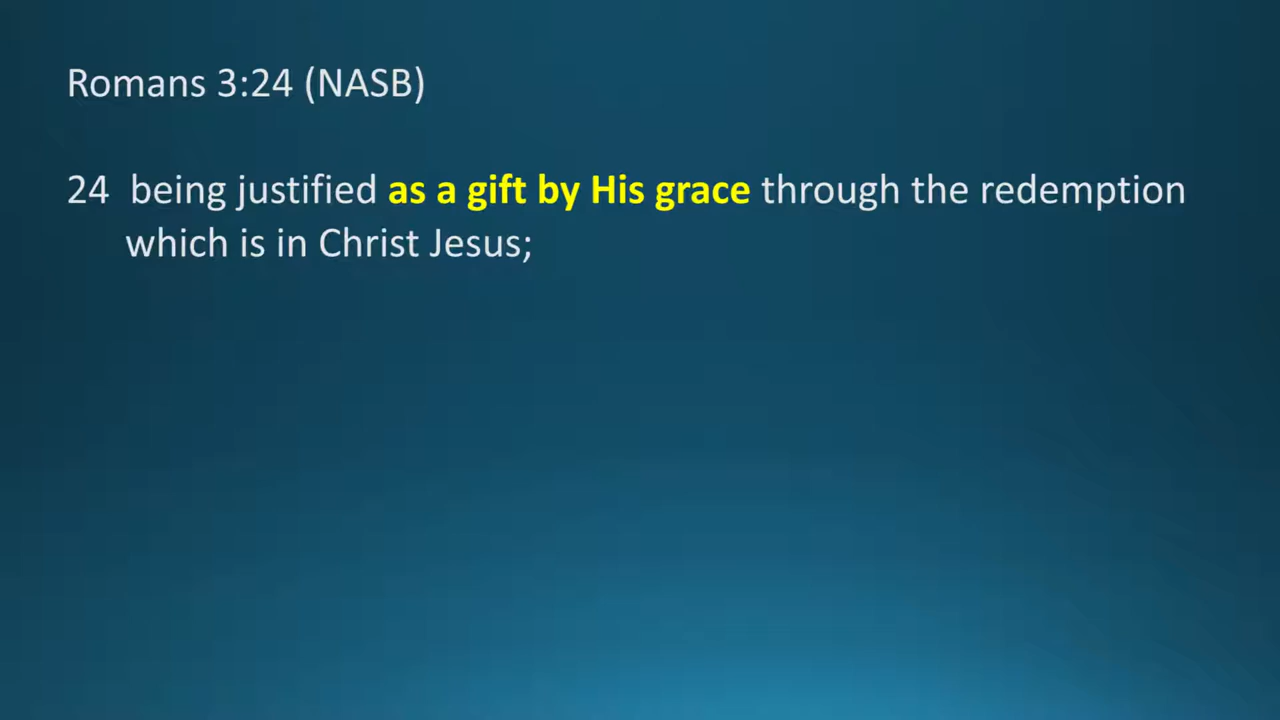 Romans 3:24 (NASB)
24 being justified as a gift by His grace through the redemption
which is in Christ Jesus;